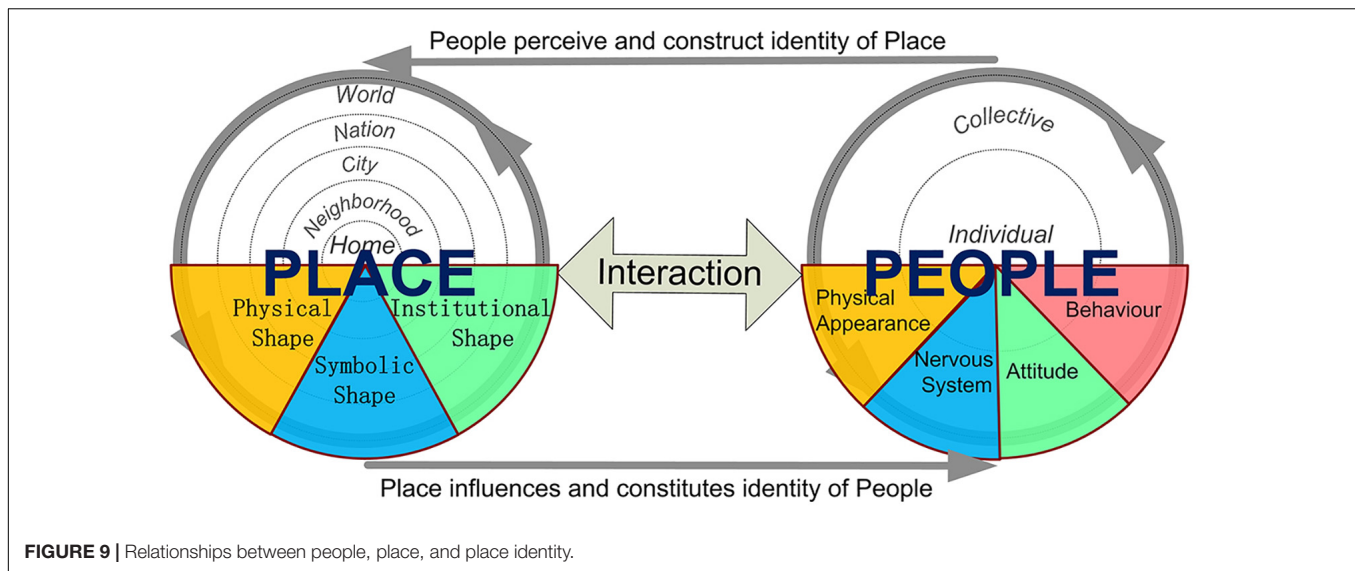 People perceive and construct identity of Place
World
Nation
City
Neighborhood
Home
PLACE
Physical
Shape
Symbolic
Shape
Institutional
Shape
Interaction
Collective
Individual
PEOPLE
Physical
Appearance
Nervous
System
Attitude
Behaviour
Place influences and constitutes identity of People
FIGURE 9 | Relationships between people, place, and place identity.